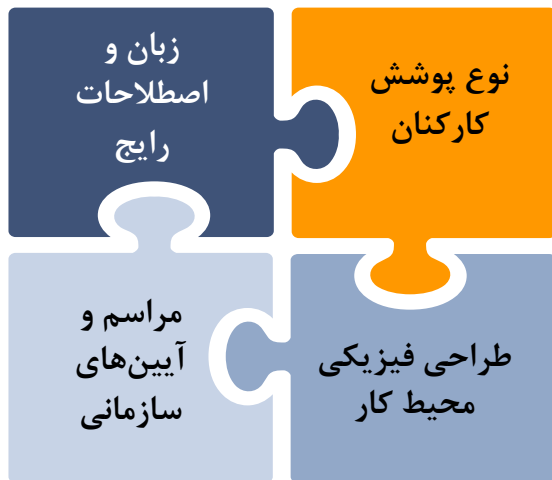 نوع پوشش
کارکنان
زبان و
اصطلاحات
رایج
طراحی فیزیکی
محیط کار
مراسم و
آیین‌های
سازمانی